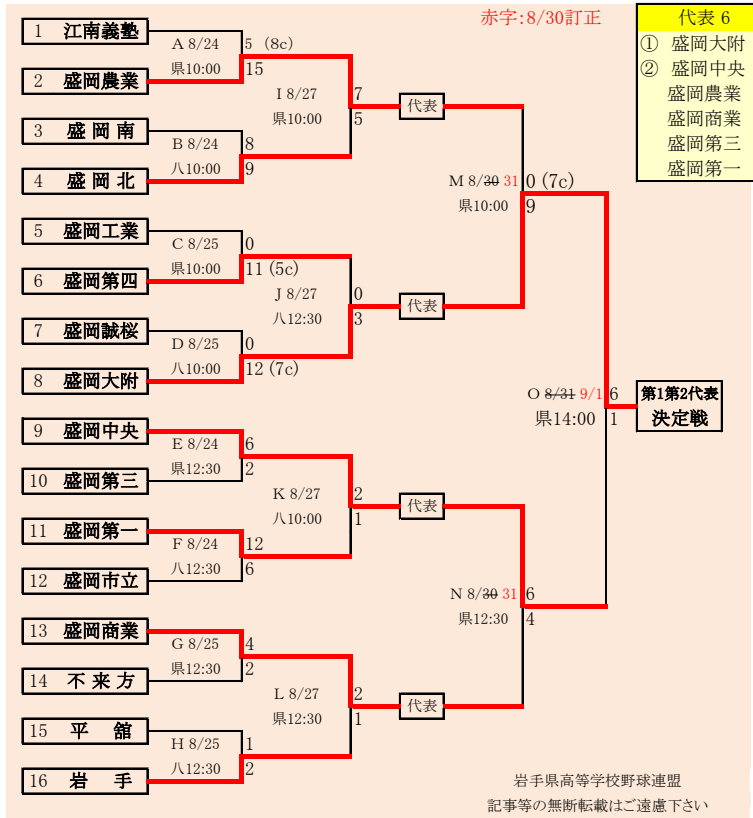 赤字:8/30訂正
代表 6
① 盛岡大附
② 盛岡中央
盛岡農業
盛岡商業
盛岡第三
盛岡第一
1 江南義塾
A 8/24
県10:00
5 (8c)
15
2 盛岡農業
I 8/27
県10:00
7
5
代表
3 盛岡南
B 8/24
八10:00
8
9
4 盛岡北
M 8/30 31
県10:00
0 (7c)
9
5 盛岡工業
C 8/25
県10:00
0
11 (5c)
6 盛岡第四
J 8/27
八12:30
0
3
代表
7 盛岡誠桜
D 8/25
八10:00
0
12 (7c)
8 盛岡大附
O 8/31 9/1
県14:00
6
1
第1第2代表
決定戦
9 盛岡中央
E 8/24
県12:30
6
2
10 盛岡第三
K 8/27
八10:00
2
1
代表
11 盛岡第一
F 8/24
八12:30
12
6
12 盛岡市立
N 8/30 31
県12:30
6
4
13 盛岡商業
G 8/25
県12:30
4
2
14 不来方
L 8/27
県12:30
2
1
代表
15 平舘
H 8/25
八12:30
1
2
16 岩手
岩手県高等学校野球連盟
記事等の無断転載はご遠慮下さい